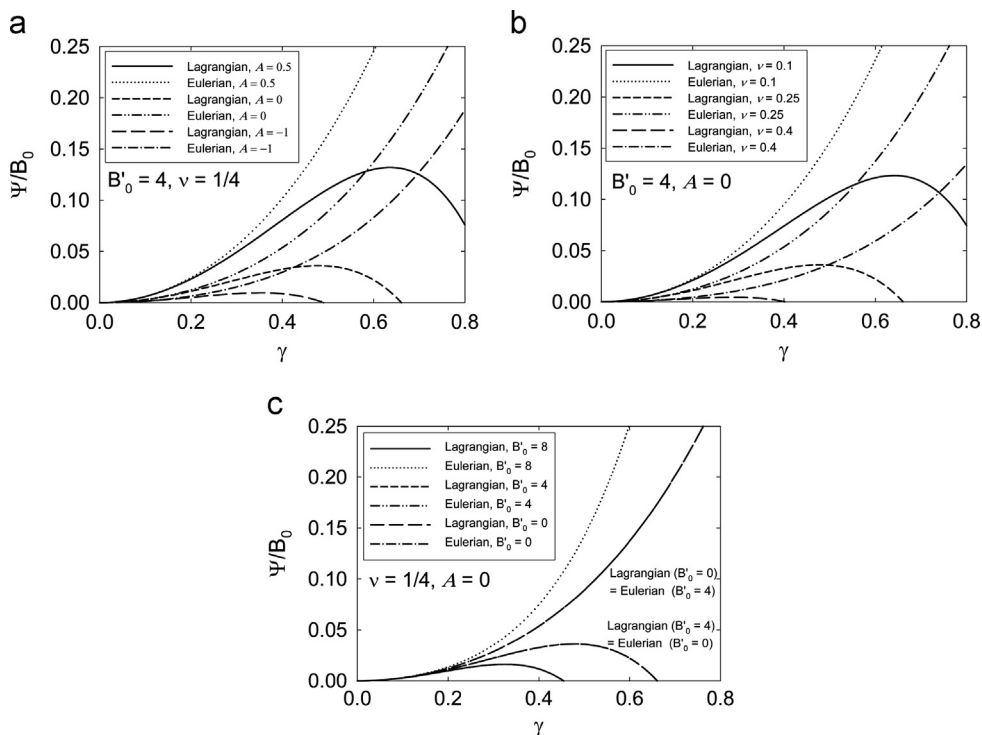 a
0.25
0.20
0.15
0.10
0.05
0.00
Ψ/B₀
Lagrangian, A = 0.5
Eulerian, A = 0.5
Lagrangian, A = 0
Eulerian, A = 0
Lagrangian, A = −1
Eulerian, A = −1
B'₀ = 4, ν = 1/4
0.0 0.2 0.4 0.6 0.8
γ
b
0.25
0.20
0.15
0.10
0.05
0.00
Ψ/B₀
Lagrangian, ν = 0.1
Eulerian, ν = 0.1
Lagrangian, ν = 0.25
Eulerian, ν = 0.25
Lagrangian, ν = 0.4
Eulerian, ν = 0.4
B'₀ = 4, A = 0
0.0 0.2 0.4 0.6 0.8
γ
c
0.25
0.20
0.15
0.10
0.05
0.00
Ψ/B₀
Lagrangian, B'₀ = 8
Eulerian, B'₀ = 8
Lagrangian, B'₀ = 4
Eulerian, B'₀ = 4
Lagrangian, B'₀ = 0
Eulerian, B'₀ = 0
ν = 1/4, A = 0
Lagrangian (B'₀ = 0)
= Eulerian (B'₀ = 4)
Lagrangian (B'₀ = 4)
= Eulerian (B'₀ = 0)
0.0 0.2 0.4 0.6 0.8
γ